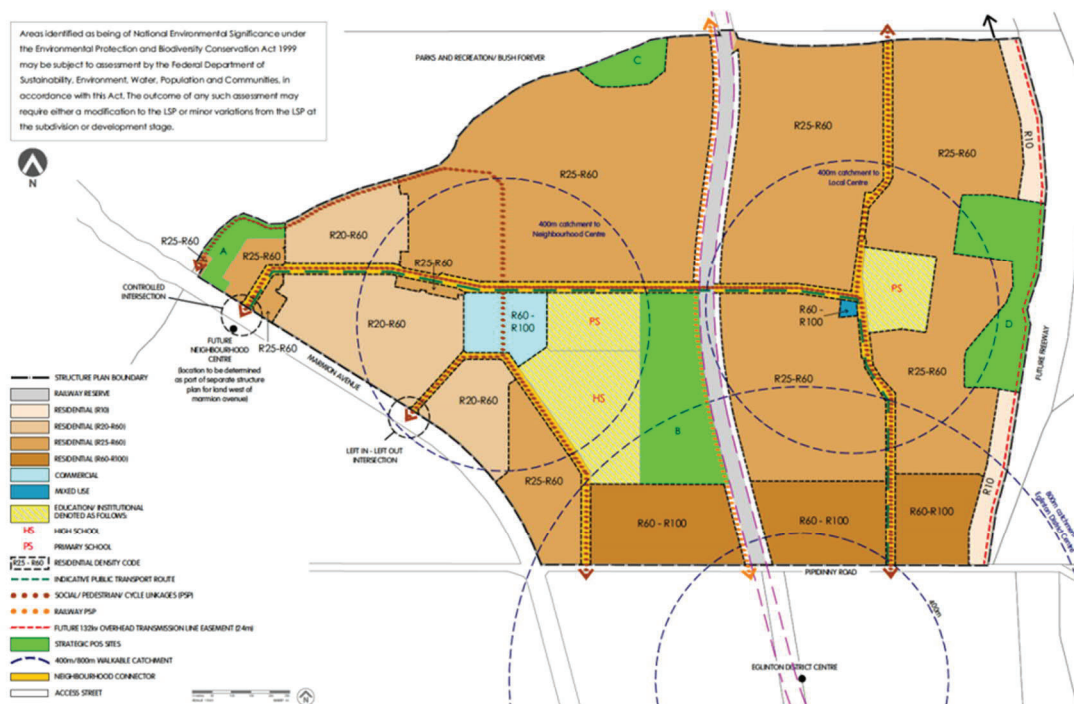 Areas identified as being of National Environmental Significance under
the Environmental Protection and Biodiversity Conservation Act 1999
may be subject to assessment by the Federal Department of
Sustainability, Environment, Water, Population and Communities, in
accordance with this Act. The outcome of any such assessment may
require either a modification to the LSP or minor variations from the LSP at
the subdivision or development stage.
N
PARKS AND RECREATION/ BUSH FOREVER
C
R25-R60
R25-R60
R25-R60
R10
400m catchment to
Local Centre
400m catchment to
Neighbourhood Centre
R20-R60
R25-R60
A
R25-R60
R25-R60
CONTROLLED
INTERSECTION
R25-R60
FUTURE
NEIGHBOURHOOD
CENTRE
(location to be determined
as part of separate structure
plan for land west of
marmion avenue)
MARMION AVENUE
R20-R60
R60 -
R100
PS
HS
B
R60 -
R100
PS
D
R25-R60
R25-R60
FUTURE FREEWAY
R20-R60
LEFT IN - LEFT OUT
INTERSECTION
R25-R60
R60 - R100
R60 - R100
R60-R100
R10
800m catchment
Eglinton District Centre
PIPIDINNY ROAD
400m
EGLINTON DISTRICT CENTRE
STRUCTURE PLAN BOUNDARY
RAILWAY RESERVE
RESIDENTIAL (R10)
RESIDENTIAL (R20-R60)
RESIDENTIAL (R25-R60)
RESIDENTIAL (R60-R100)
COMMERCIAL
MIXED USE
EDUCATION/ INSTITUTIONAL
DENOTED AS FOLLOWS:
HS HIGH SCHOOL
PS PRIMARY SCHOOL
R25 - R60 RESIDENTIAL DENSITY CODE
INDICATIVE PUBLIC TRANSPORT ROUTE
SOCIAL/ PEDESTRIAN/ CYCLE LINKAGES (PSP)
RAILWAY PSP
FUTURE 132kv OVERHEAD TRANSMISSION LINE EASEMENT (24m)
STRATEGIC POS SITES
400m/800m WALKABLE CATCHMENT
NEIGHBOURHOOD CONNECTOR
ACCESS STREET